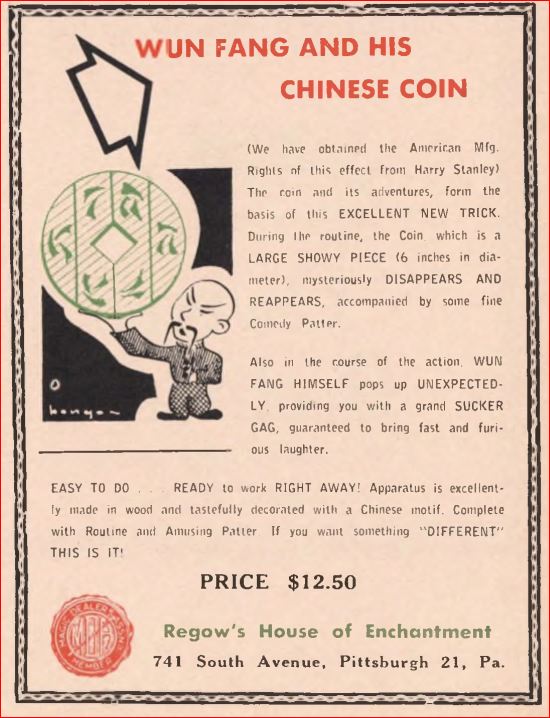 WUN FANG AND HIS
CHINESE COIN
(We have obtained the American Mfg.
Rights of this effect from Harry Stanley)
The coin and its adventures, form the
basis of this EXCELLENT NEW TRICK.
During the routine, the Coin which is a
LARGE SHOWY PIECE (6 inches in dia-
meter), mysteriously DISAPPEARS AND
REAPPEARS, accompanied by some fine
Comedy Patter.
Also in the course of the action, WUN
FANG HIMSELF pops up UNEXPECTED-
LY, providing you with a grand SUCKER
GAG, guaranteed to bring fast and furi-
ous laughter.
EASY TO DO . . . READY to work RIGHT AWAY! Apparatus is excellent-
ly made in wood and tastefully decorated with a Chinese motif. Complete
with Routine and Amusing Patter If you want something "DIFFERENT"
THIS IS IT!
PRICE $12.50
MAGIC DEALERS ASS'N
MDA
MEMBER
Regow's House of Enchantment
741 South Avenue, Pittsburgh 21, Pa.